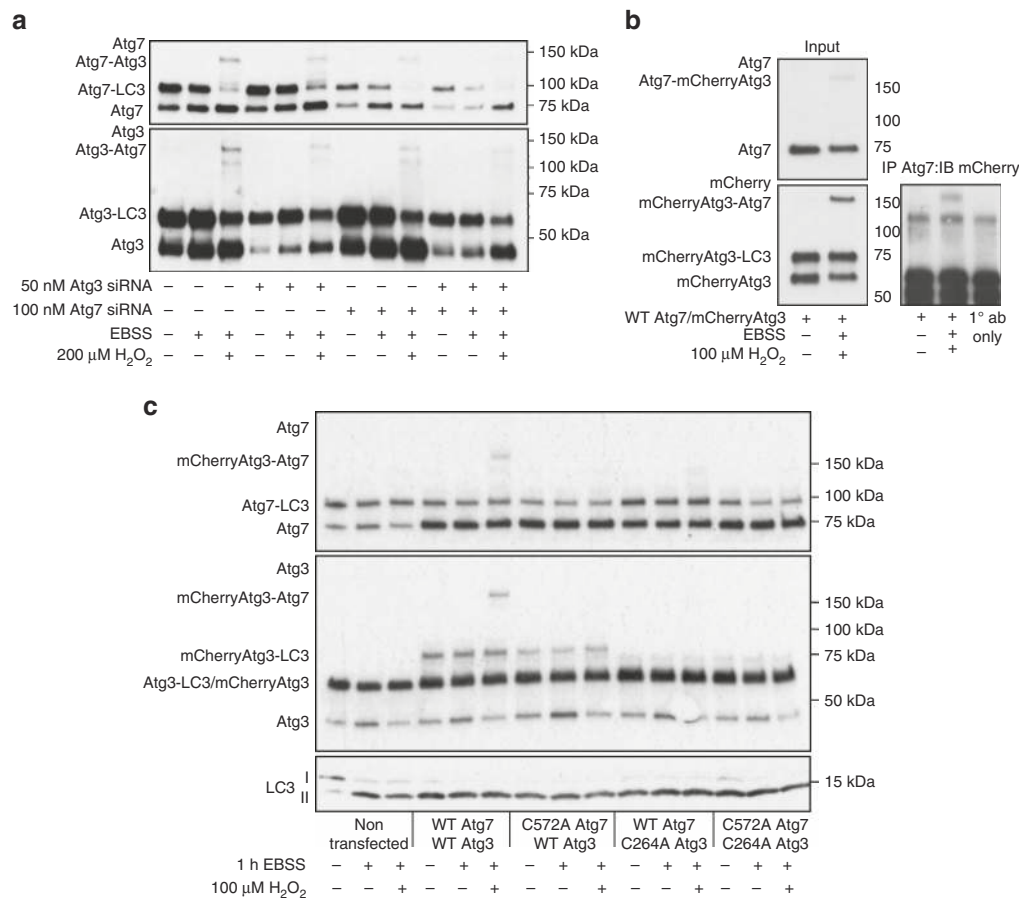 a
Atg7
Atg7-Atg3
Atg7-LC3
Atg7
150 kDa
100 kDa
75 kDa
Atg3
Atg3-Atg7
Atg3-LC3
Atg3
150 kDa
100 kDa
75 kDa
50 kDa
50 nM Atg3 siRNA – – – + + + – – – + + +
100 nM Atg7 siRNA – – – – – – + + + + + +
EBSS – + + – + + – + + – + +
200 μM H₂O₂ – – + – – + – – + – – +
b
Input
Atg7
Atg7-mCherryAtg3
Atg7
150
100
75
mCherry
IP Atg7:IB mCherry
mCherryAtg3-Atg7
mCherryAtg3-LC3
mCherryAtg3
150
100
75
50
WT Atg7/mCherryAtg3 + + + + 1° ab
EBSS – + – + only
100 μM H₂O₂ – + – +
c
Atg7
mCherryAtg3-Atg7
Atg7-LC3
Atg7
150 kDa
100 kDa
75 kDa
Atg3
mCherryAtg3-Atg7
mCherryAtg3-LC3
Atg3-LC3/mCherryAtg3
Atg3
150 kDa
100 kDa
75 kDa
50 kDa
LC3 I
II
15 kDa
Non WT Atg7 C572A Atg7 WT Atg7 C572A Atg7
transfected WT Atg3 WT Atg3 C264A Atg3 C264A Atg3
1 h EBSS – + + – + + – + + – + + – + +
100 μM H₂O₂ – – + – – + – – + – – + – – +